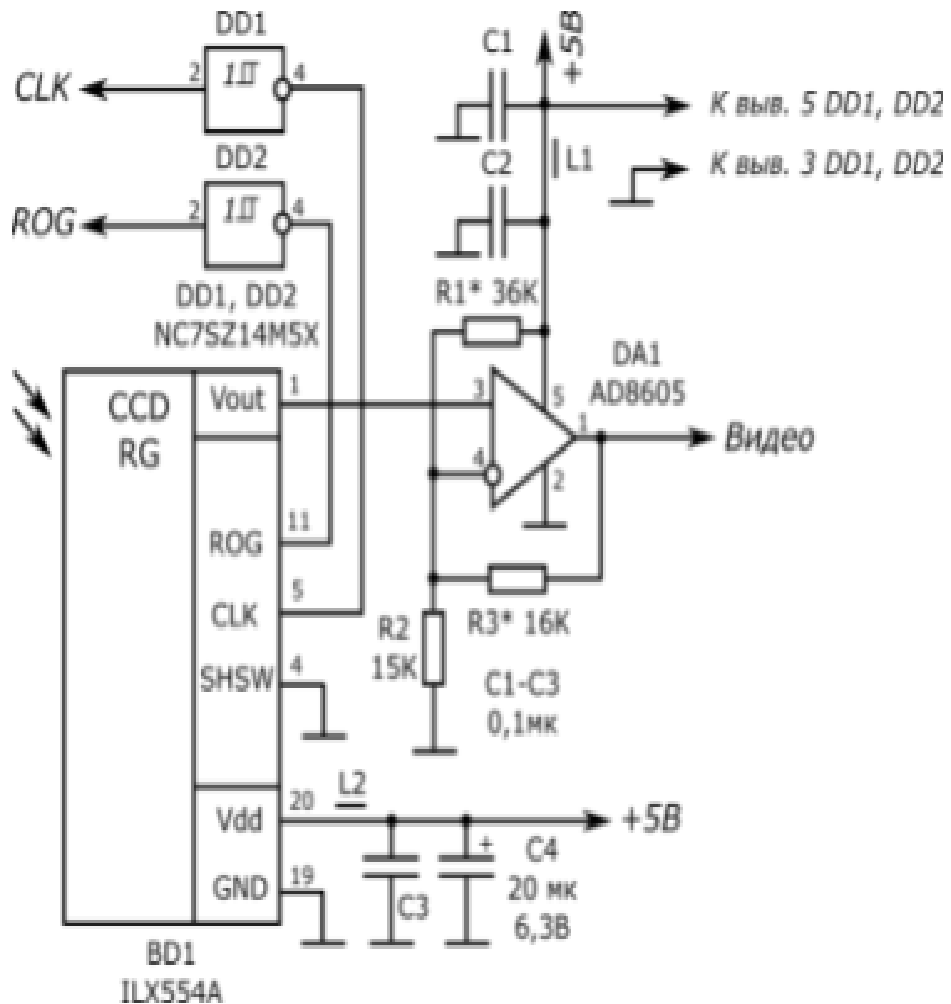 DD1
CLK
2
1
4
DD2
ROG
2
1
4
DD1, DD2
NC7SZ14M5X
C1
+5В
К выв. 5 DD1, DD2
C2
L1
К выв. 3 DD1, DD2
R1* 36K
DA1
AD8605
CCD
RG
Vout
1
3
5
1
Видео
4
2
ROG
11
CLK
5
SHSW
4
R2
15K
R3* 16K
C1-C3
0,1мк
Vdd
20
L2
+5В
GND
19
C3
+
C4
20 мк
6,3В
BD1
ILX554A